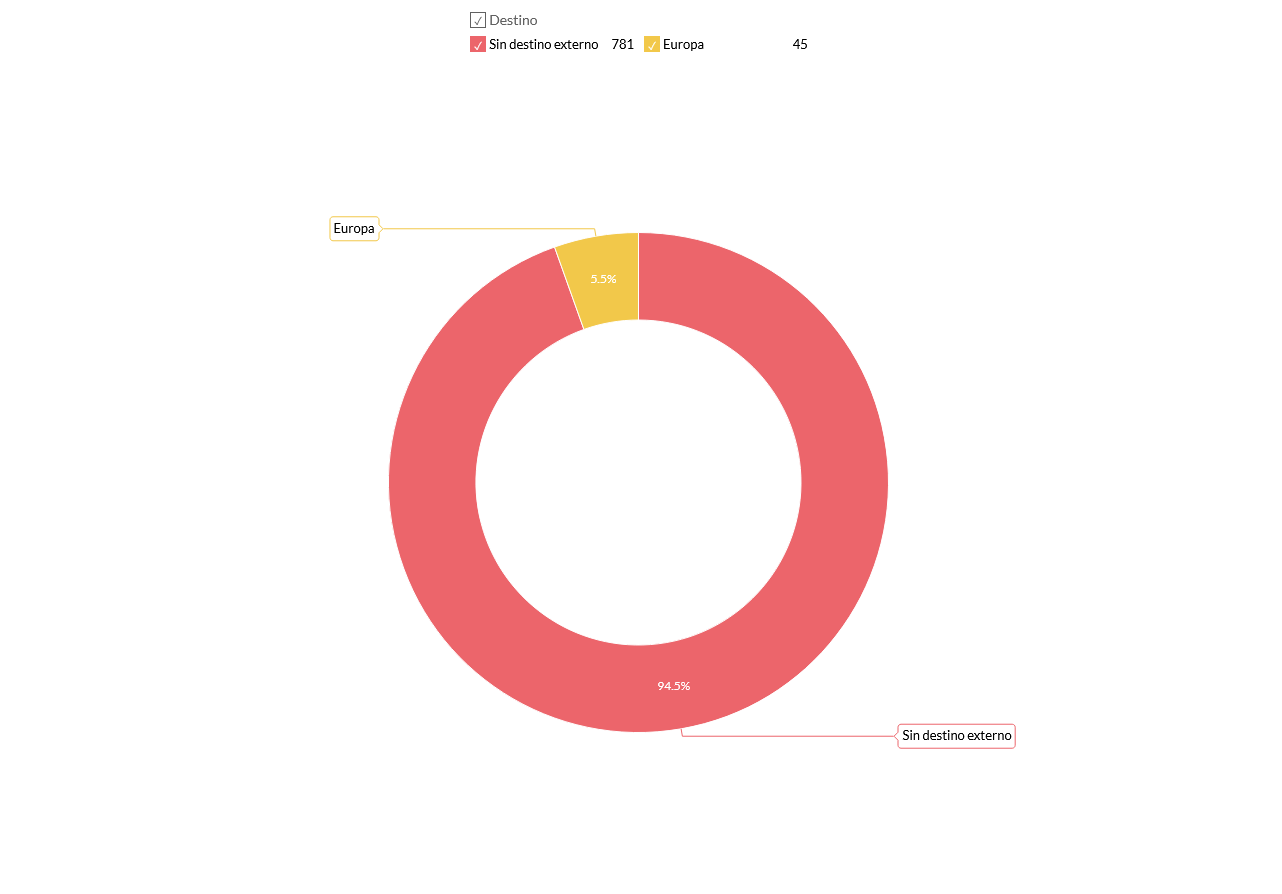 Destino
Sin destino externo 781 Europa 45
Europa
5.5%
94.5%
Sin destino externo